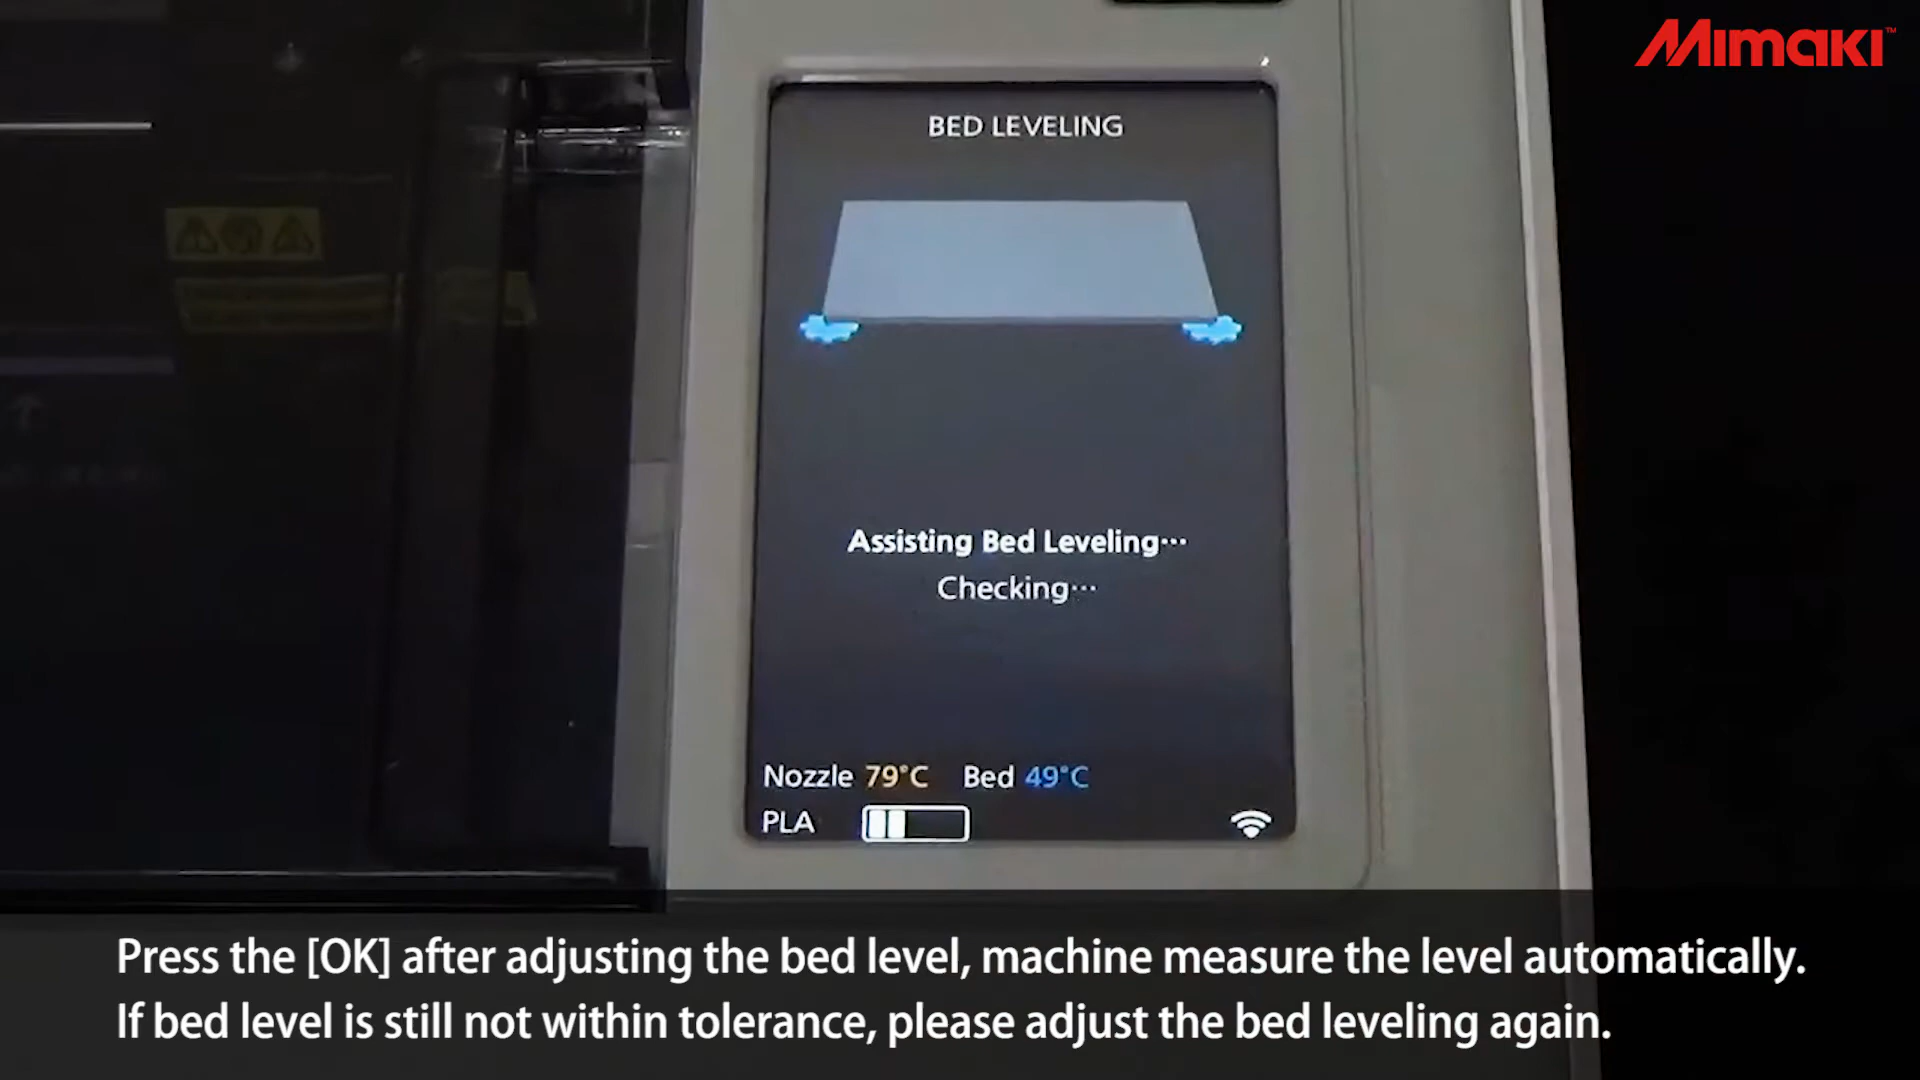 Mimaki™
BED LEVELING
Assisting Bed Leveling…
Checking…
Nozzle 79°C Bed 49°C
PLA
Press the [OK] after adjusting the bed level, machine measure the level automatically.
If bed level is still not within tolerance, please adjust the bed leveling again.